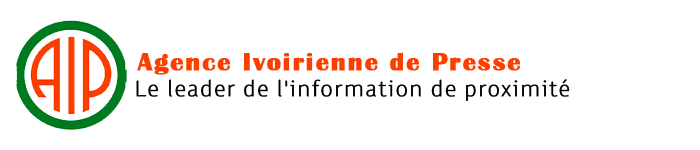 AIP
Agence Ivoirienne de Presse
Le leader de l'information de proximité